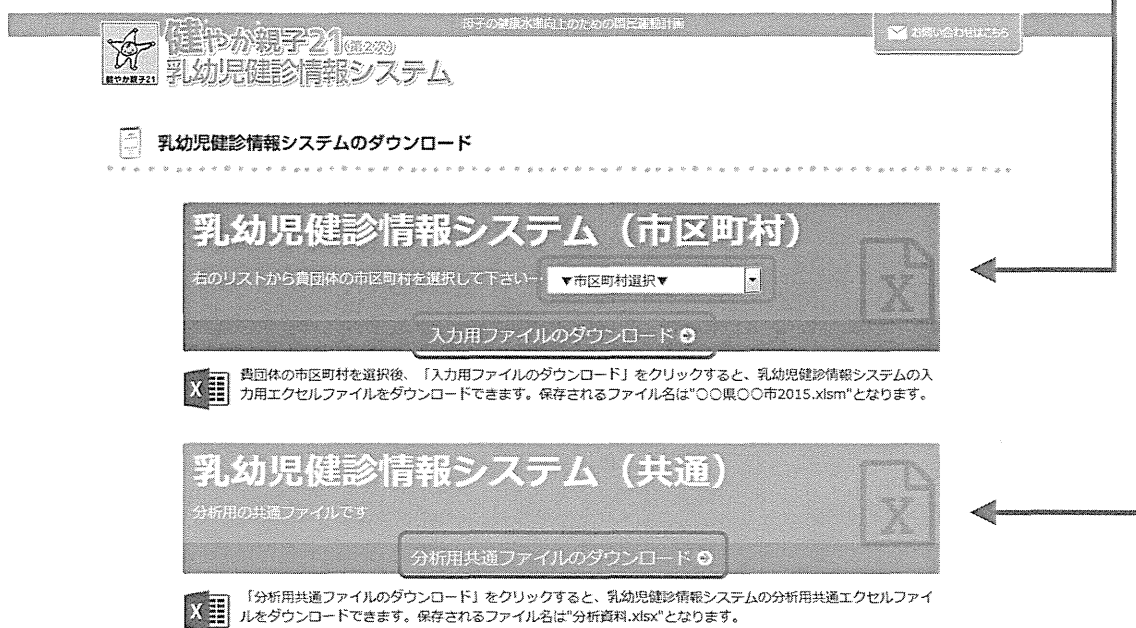 母子の健康水準向上のための国民運動計画
お問い合わせはこちら
健やか親子21(第2次)
健やか親子21
乳幼児健診情報システム
乳幼児健診情報システムのダウンロード
乳幼児健診情報システム（市区町村）
右のリストから貴団体の市区町村を選択して下さい…
▼市区町村選択▼
入力用ファイルのダウンロード
貴団体の市区町村を選択後、「入力用ファイルのダウンロード」をクリックすると、乳幼児健診情報システムの入
力用エクセルファイルをダウンロードできます。保存されるファイル名は"〇〇県〇〇市2015.xlsm"となります。
乳幼児健診情報システム（共通）
分析用の共通ファイルです
分析用共通ファイルのダウンロード
「分析用共通ファイルのダウンロード」をクリックすると、乳幼児健診情報システムの分析用共通エクセルファイ
ルをダウンロードできます。保存されるファイル名は"分析資料.xlsx"となります。